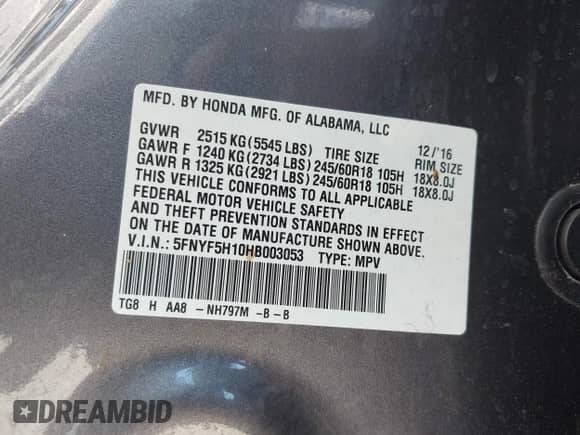 MFD. BY HONDA MFG. OF ALABAMA, LLC
GVWR 2515 KG (5545 LBS) TIRE SIZE 12/'16 RIM SIZE
GAWR F 1240 KG (2734 LBS) 245/60R18 105H 18X8.0J
GAWR R 1325 KG (2921 LBS) 245/60R18 105H 18X8.0J
THIS VEHICLE CONFORMS TO ALL APPLICABLE
FEDERAL MOTOR VEHICLE SAFETY
AND THEFT PREVENTION STANDARDS IN EFFECT
ON THE DATE OF MANUFACTURE SHOWN ABOVE.
V.I.N.: 5FNYF5H10HB003053 TYPE: MPV
TG8 H AA8 - NH797M -B - B
DREAMBID